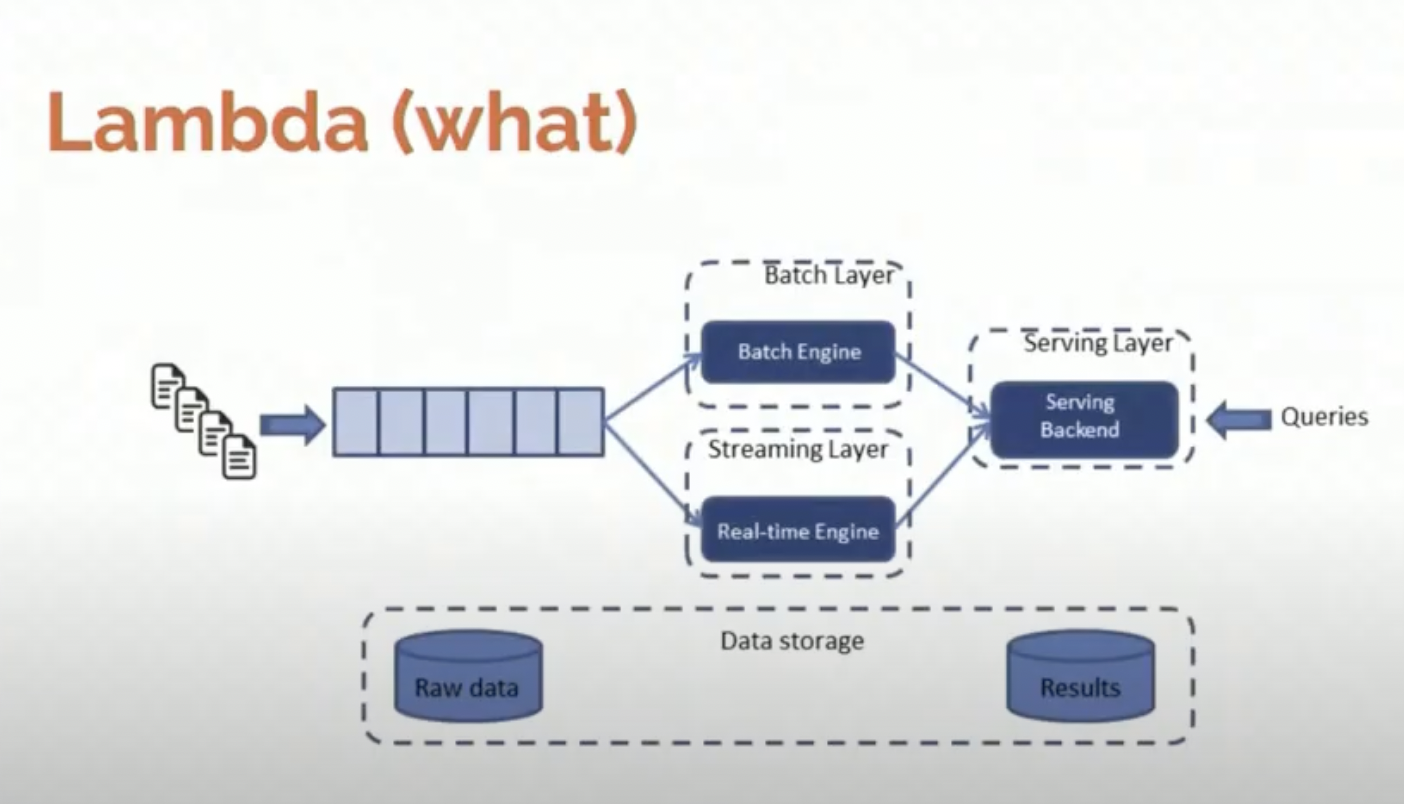 Lambda (what)
Batch Layer
Batch Engine
Streaming Layer
Real-time Engine
Serving Layer
Serving
Backend
Queries
Data storage
Raw data
Results